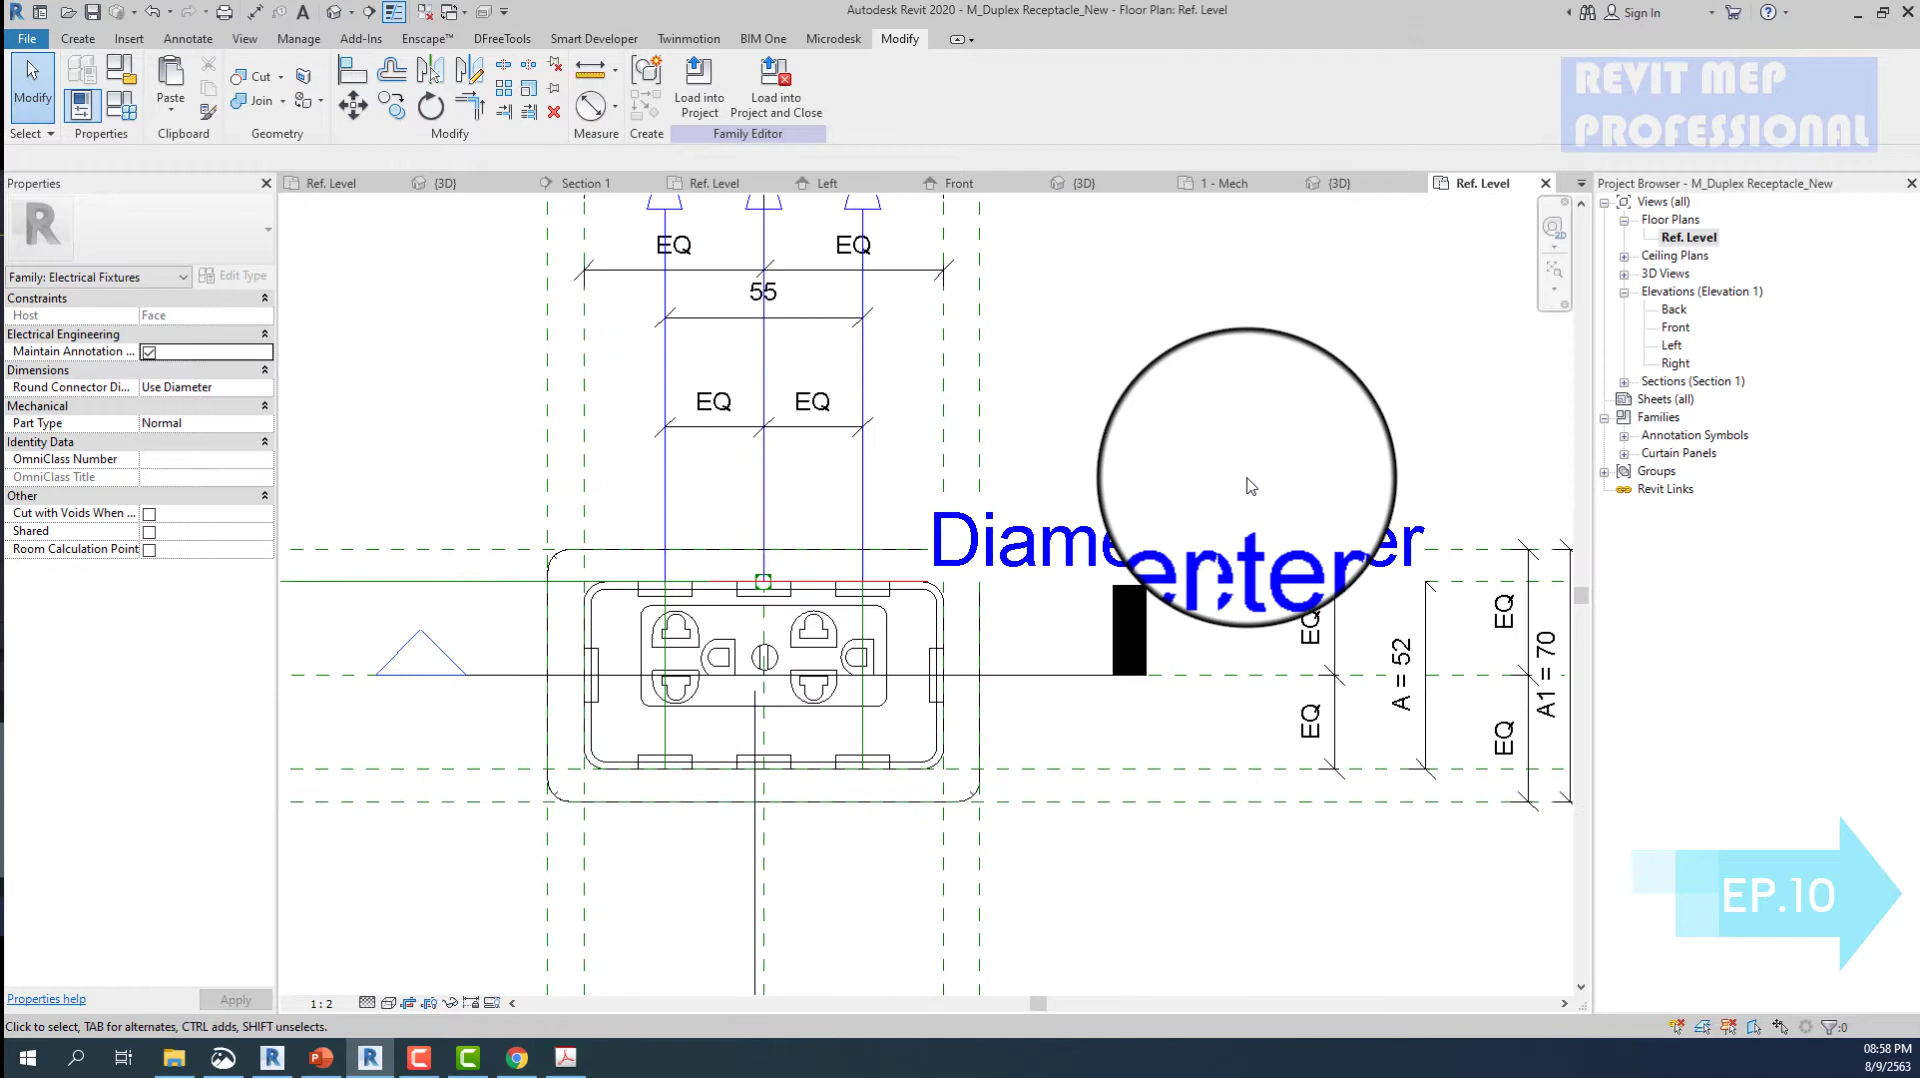 Autodesk Revit 2020 - M_Duplex Receptacle_New - Floor Plan: Ref. Level
Sign In
File Create Insert Annotate View Manage Add-Ins Enscape™ DFreeTools Smart Developer Twinmotion BIM One Microdesk Modify
Modify
Paste
Cut
Join
Load into Project
Load into Project and Close
Select Properties Clipboard Geometry Modify Measure Create Family Editor
REVIT MEP
PROFESSIONAL
Properties
Ref. Level {3D} Section 1 Ref. Level Left Front {3D} 1 - Mech {3D} Ref. Level
Project Browser - M_Duplex Receptacle_New
R
Family: Electrical Fixtures
Edit Type
Constraints
Host Face
Electrical Engineering
Maintain Annotation ...
Dimensions
Round Connector Di... Use Diameter
Mechanical
Part Type Normal
Identity Data
OmniClass Number
OmniClass Title
Other
Cut with Voids When ...
Shared
Room Calculation Point
Properties help
Apply
Views (all)
Floor Plans
Ref. Level
Ceiling Plans
3D Views
Elevations (Elevation 1)
Back
Front
Left
Right
Sections (Section 1)
Sheets (all)
Families
Annotation Symbols
Curtain Panels
Groups
Revit Links
2D
EQ EQ
55
EQ EQ
EQ
EQ
A = 52
EQ
EQ
A1 = 70
EP.10
1 : 2
Click to select, TAB for alternates, CTRL adds, SHIFT unselects.
:0
08:58 PM
8/9/2563